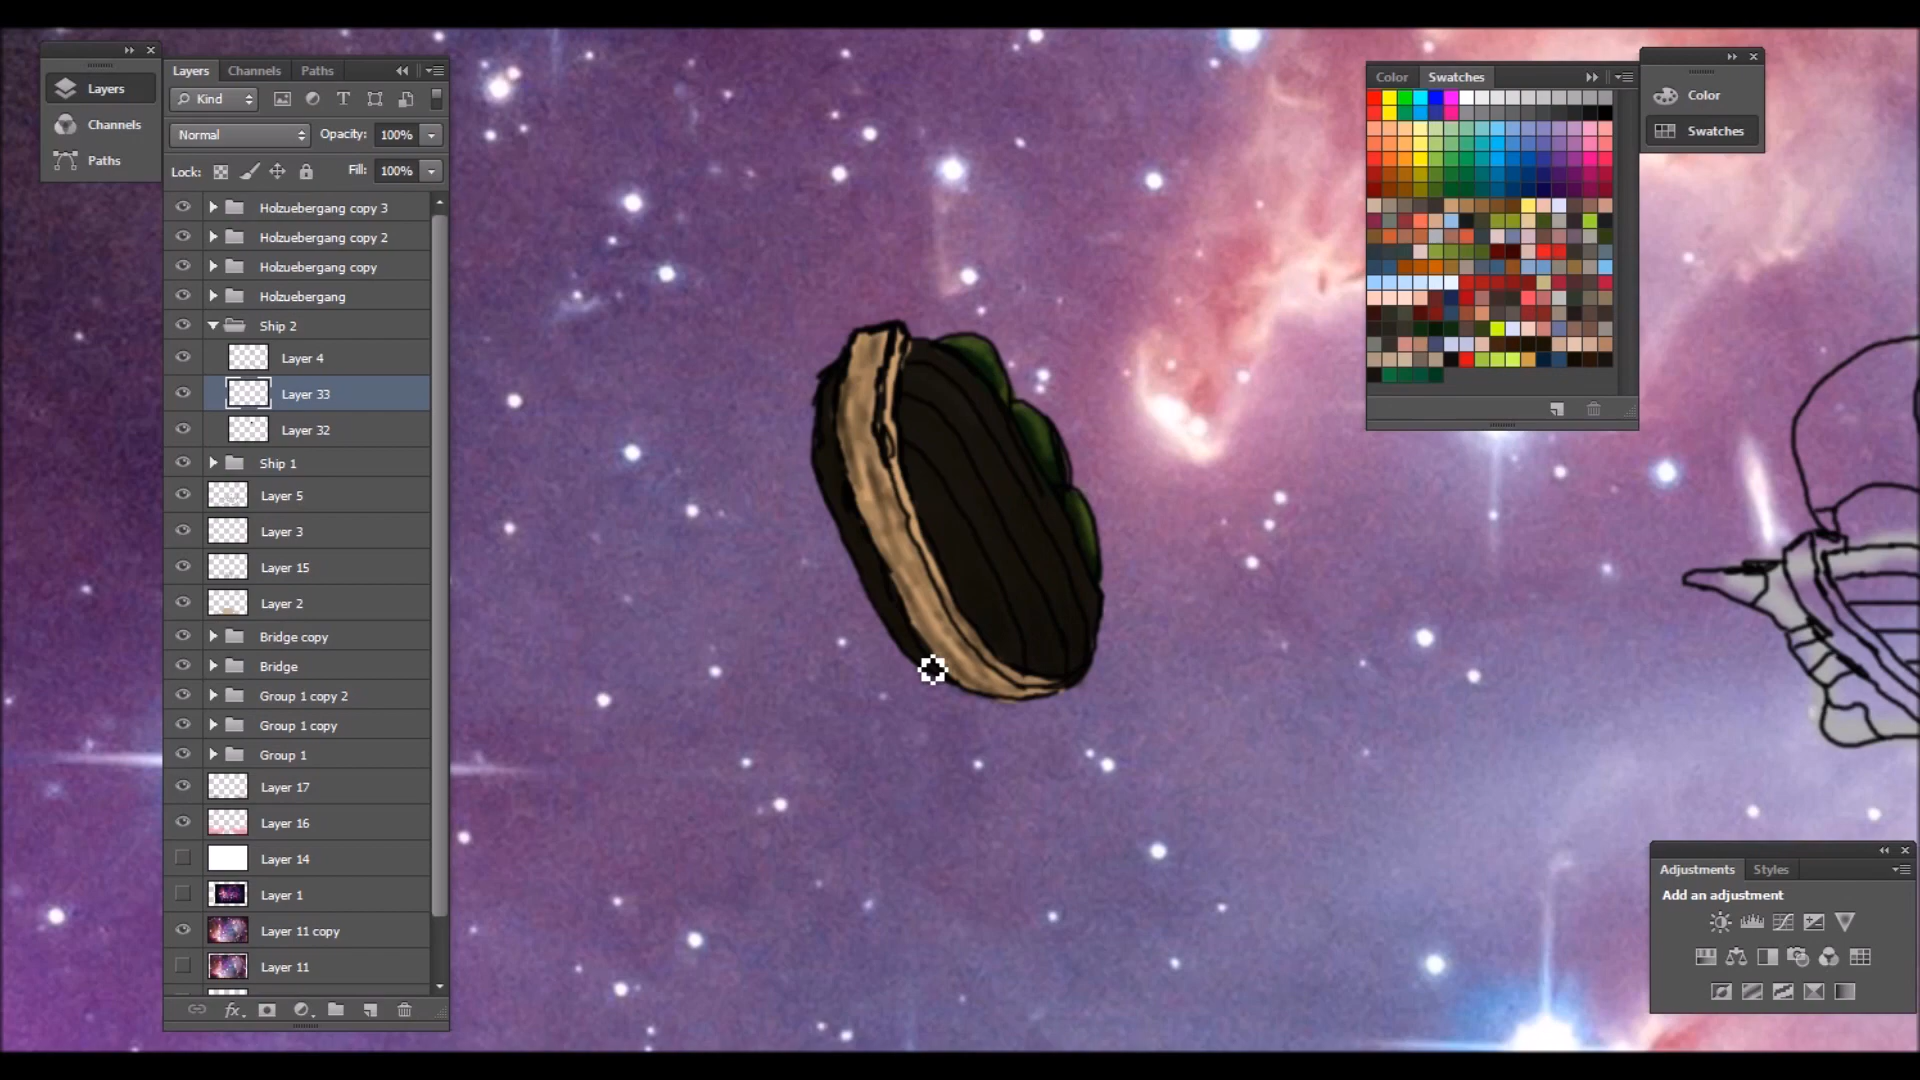 Layers
Channels
Paths
Layers Channels Paths
Kind
Normal Opacity: 100%
Lock: Fill: 100%
Holzuebergang copy 3
Holzuebergang copy 2
Holzuebergang copy
Holzuebergang
Ship 2
Layer 4
Layer 33
Layer 32
Ship 1
Layer 5
Layer 3
Layer 15
Layer 2
Bridge copy
Bridge
Group 1 copy 2
Group 1 copy
Group 1
Layer 17
Layer 16
Layer 14
Layer 1
Layer 11 copy
Layer 11
fx
Color Swatches
Color
Swatches
Adjustments Styles
Add an adjustment